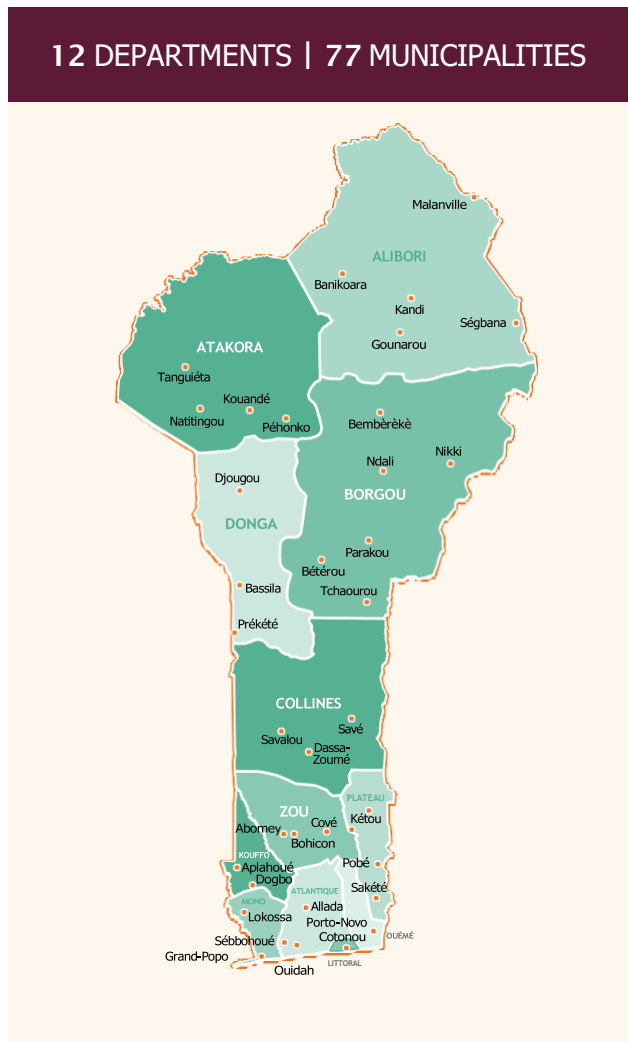 12 DEPARTMENTS | 77 MUNICIPALITIES
Malanville
ALIBORI
Banikoara
Kandi
Ségbana
Gounarou
ATAKORA
Tanguiéta
Kouandé
Natitingou
Péhonko
Bembèrèkè
Nikki
Ndali
Djougou
BORGOU
DONGA
Parakou
Bétérou
Bassila
Tchaourou
Prékété
COLLINES
Savé
Savalou
Dassa-
Zoumé
PLATEAU
ZOU
Kétou
Cové
Abomey
Bohicon
KOUFFO
Pobé
Aplahoué
Dogbo
Sakété
ATLANTIQUE
MONO
Allada
Lokossa
Porto-Novo
OUÉMÉ
Cotonou
Sébbohoué
Grand-Popo
LITTORAL
Ouidah